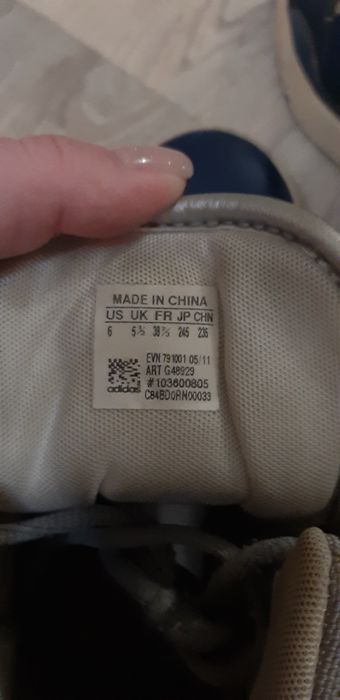 MADE IN CHINA
US UK FR JP CHN
6 5½ 38⅔ 245 235
EVN 791001 05/11
ART G48929
#103600805
adidas C84BD0RN00033